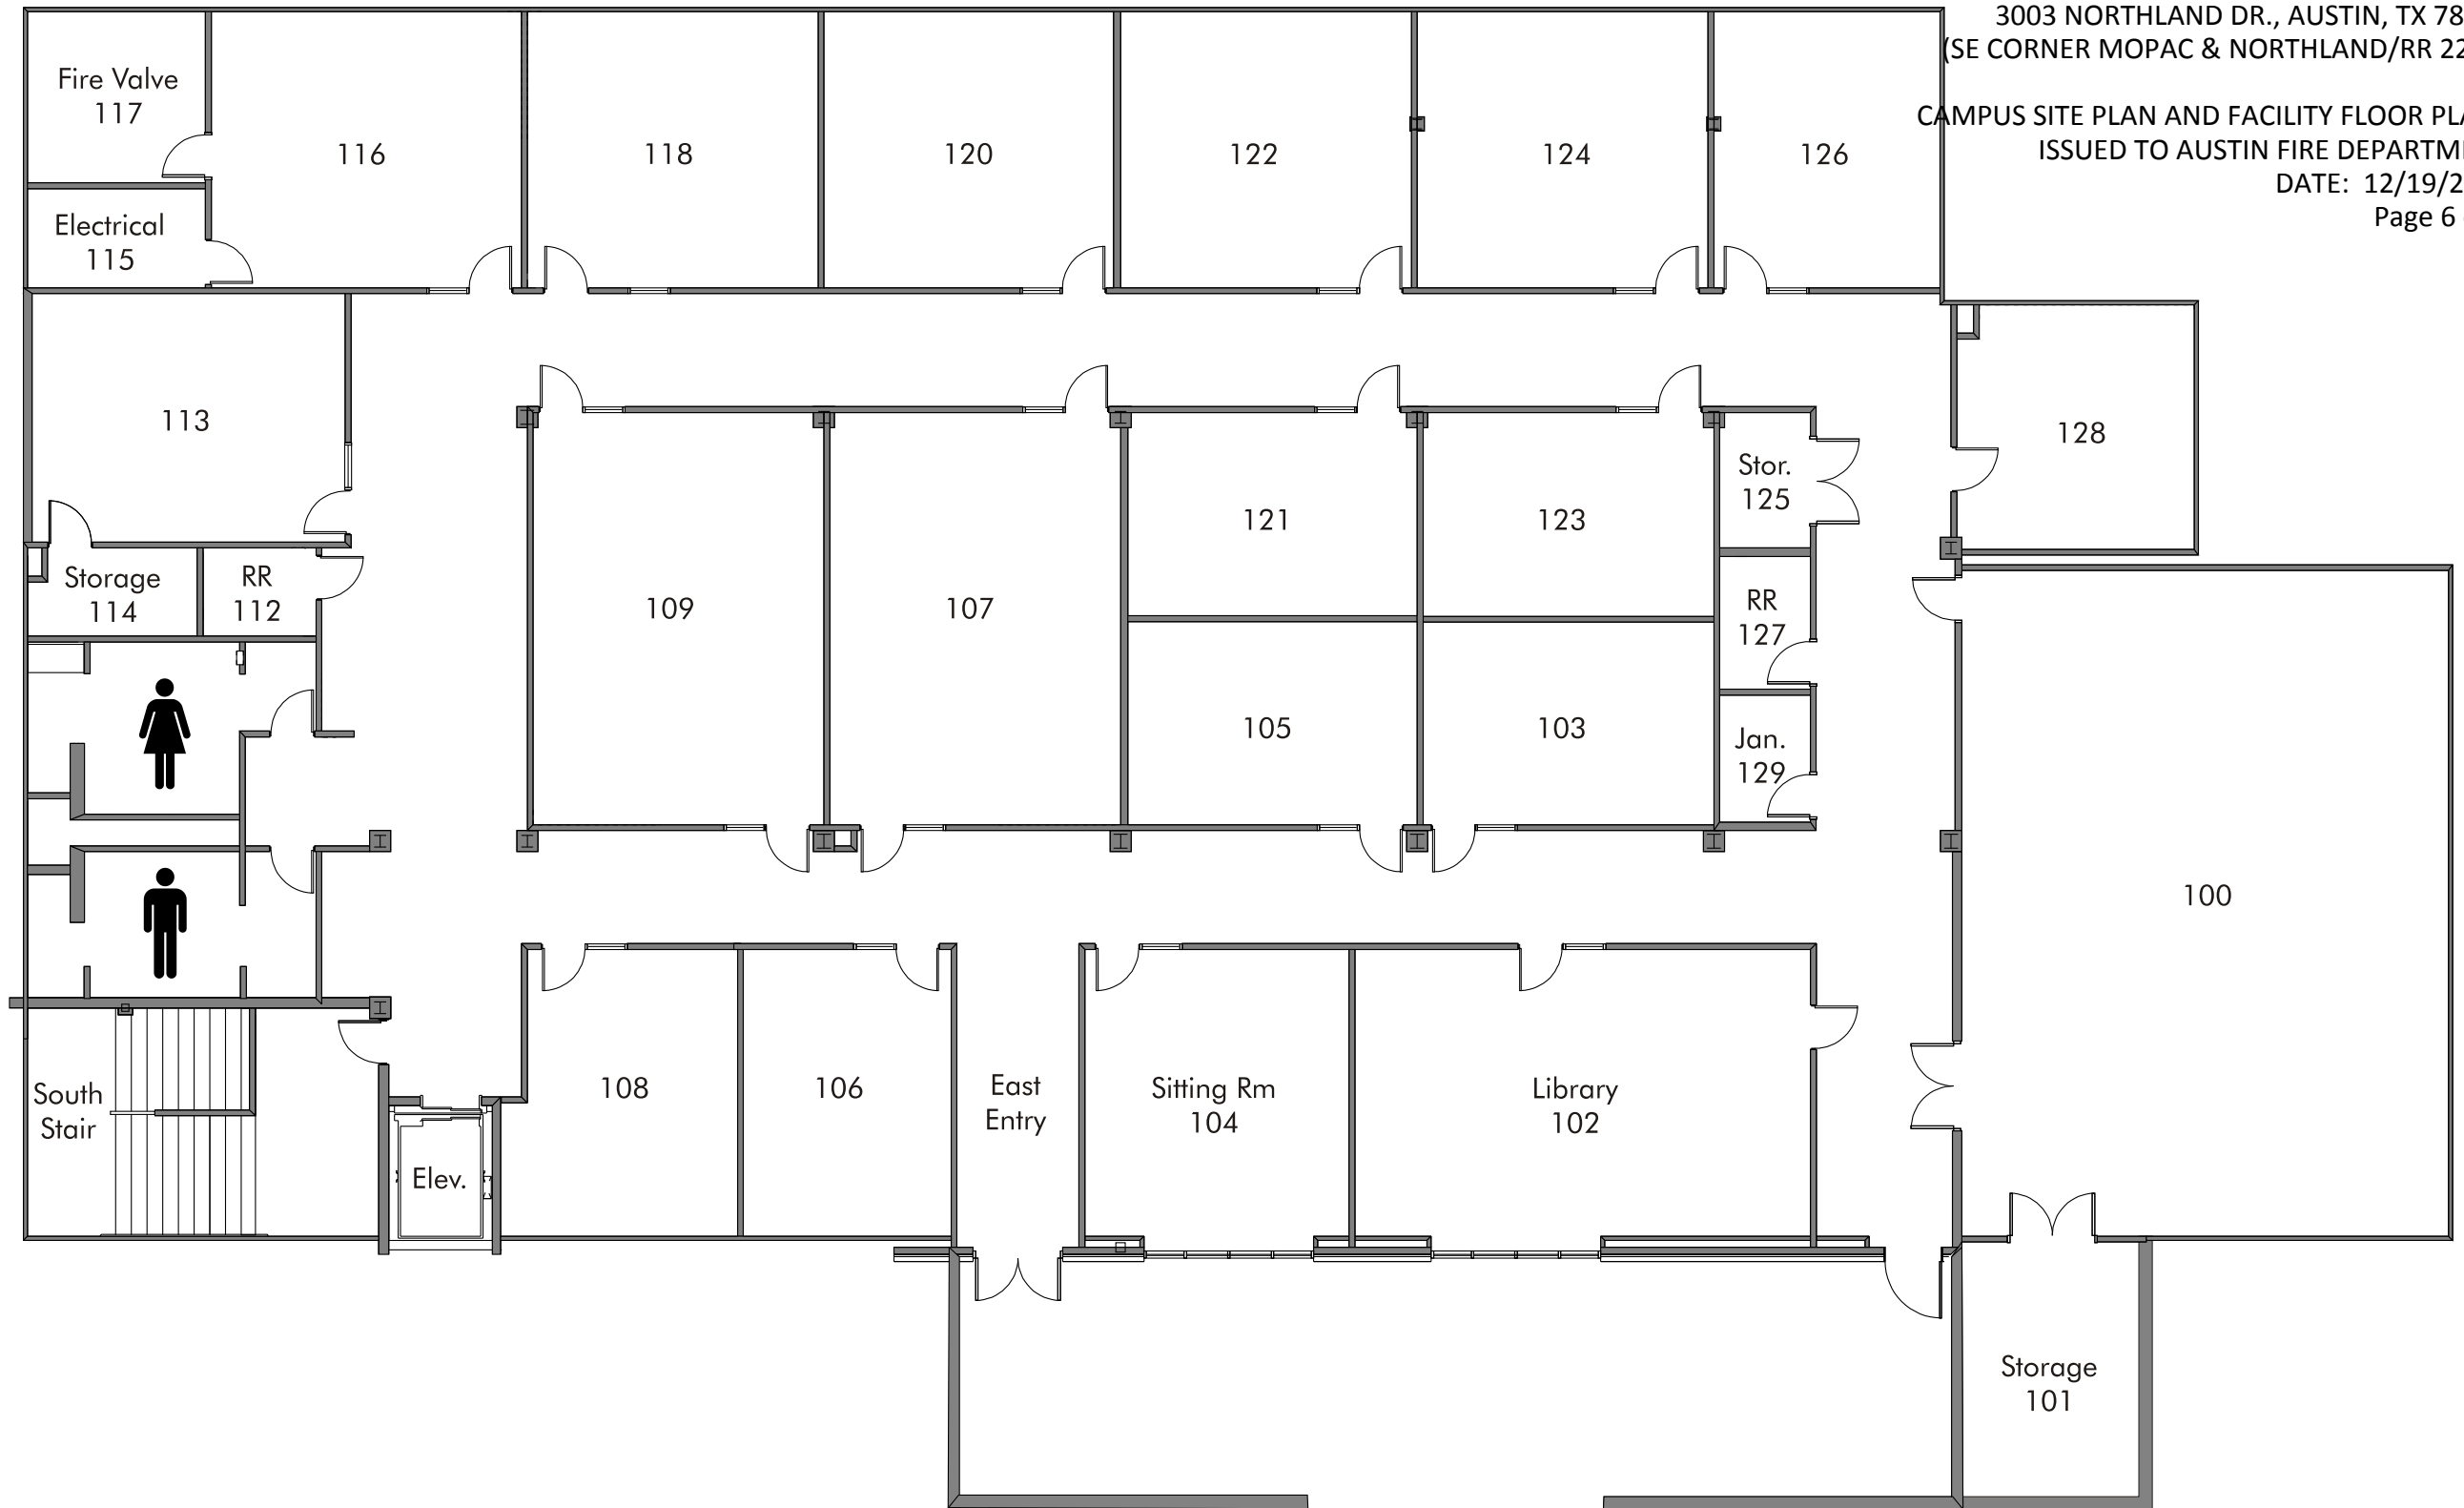 3003 NORTHLAND DR., AUSTIN, TX 78
(SE CORNER MOPAC & NORTHLAND/RR 22
CAMPUS SITE PLAN AND FACILITY FLOOR PLA
ISSUED TO AUSTIN FIRE DEPARTM
DATE: 12/19/2
Page 6
Fire Valve
117
116
118
120
122
124
126
Electrical
115
113
128
Stor.
125
121
123
Storage
114
RR
112
109
107
RR
127
105
103
Jan.
129
100
South
Stair
Elev.
108
106
East
Entry
Sitting Rm
104
Library
102
Storage
101